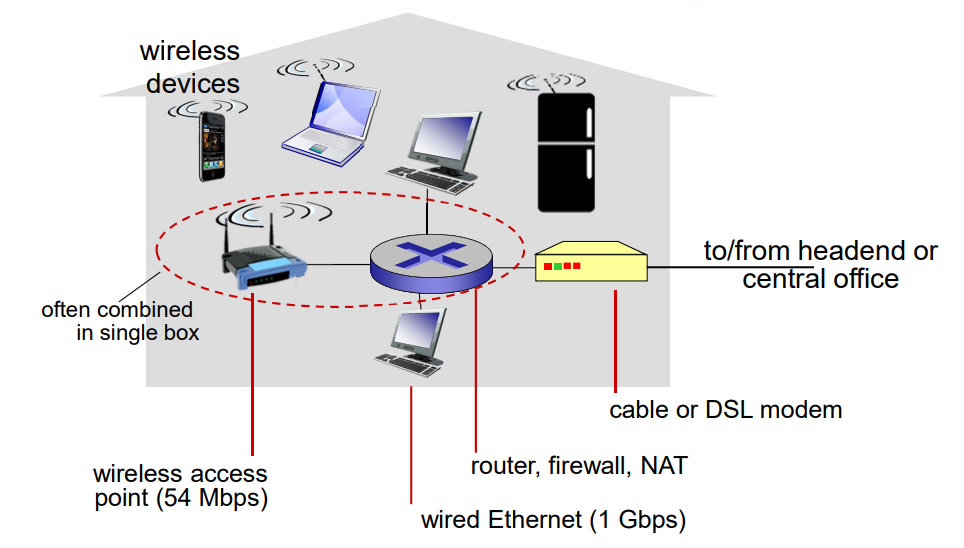 wireless
devices
to/from headend or
central office
often combined
in single box
cable or DSL modem
router, firewall, NAT
wireless access
point (54 Mbps)
wired Ethernet (1 Gbps)